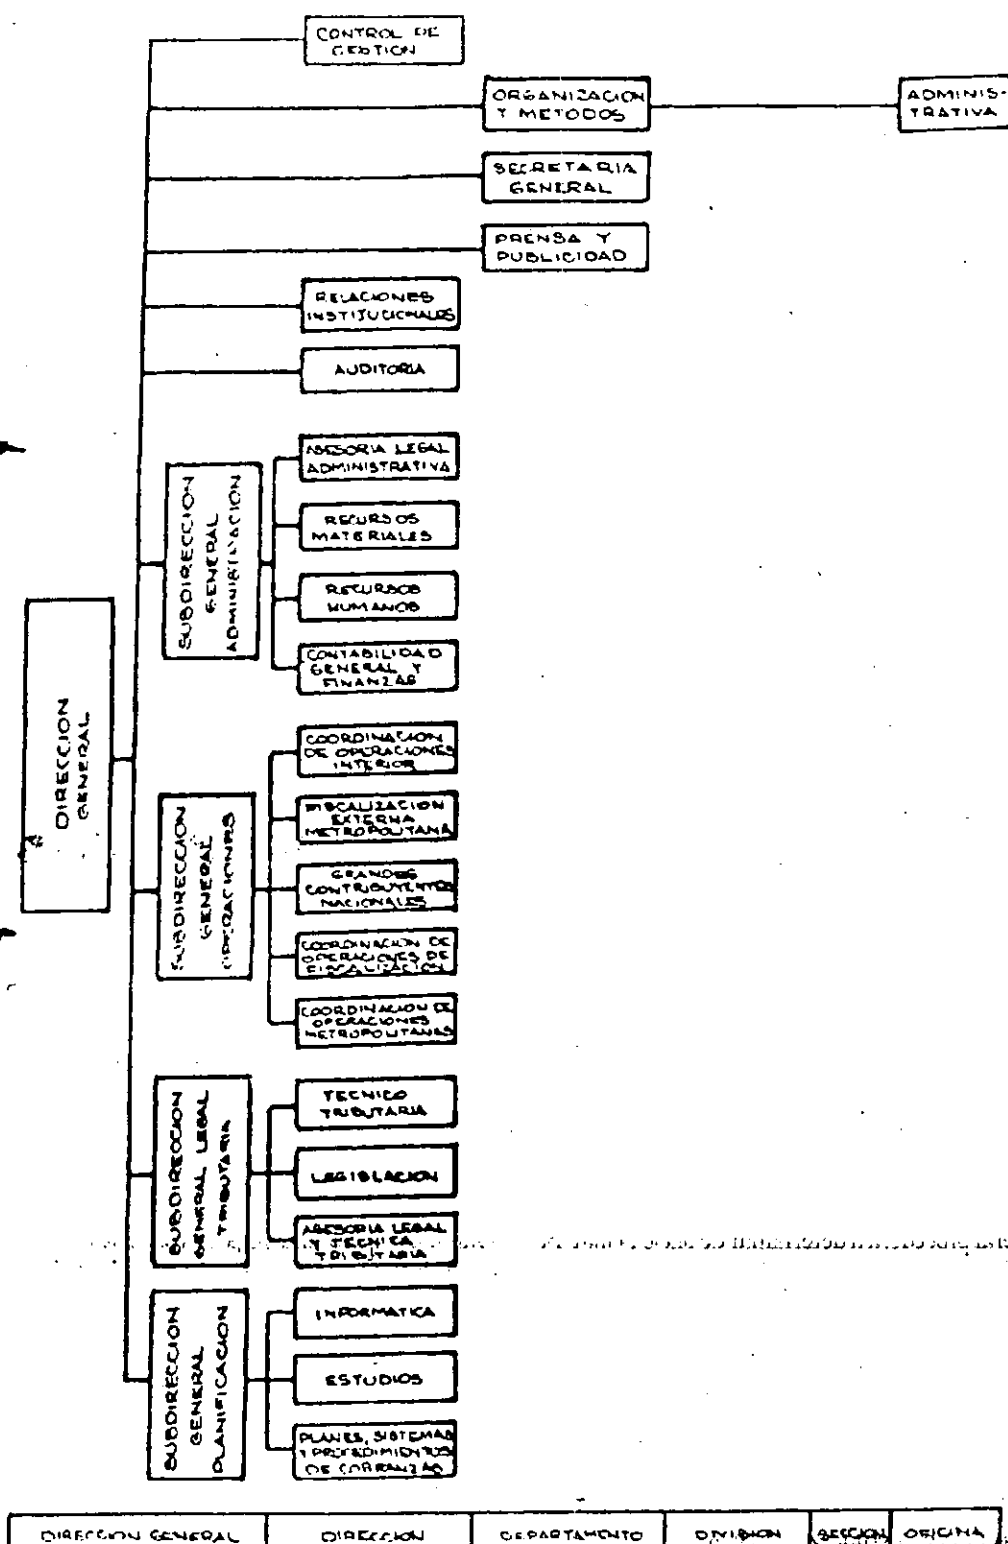 CONTROL DE
GESTION
ORGANIZACION
Y METODOS
ADMINIS-
TRATIVA
SECRETARIA
GENERAL
PRENSA Y
PUBLICIDAD
RELACIONES
INSTITUCIONALES
AUDITORIA
DIRECCION
GENERAL
SUBDIRECCION
GENERAL
ADMINISTRACION
ASESORIA LEGAL
ADMINISTRATIVA
RECURSOS
MATERIALES
RECURSOS
HUMANOS
CONTABILIDAD
GENERAL Y
FINANZAS
SUBDIRECCION
GENERAL
OPERACIONES
COORDINACION
DE OPERACIONES
INTERIOR
FISCALIZACION
EXTERNA
METROPOLITANA
GRANDES
CONTRIBUYENTES
NACIONALES
COORDINACION DE
OPERACIONES DE
FISCALIZACION
COORDINACION DE
OPERACIONES
METROPOLITANAS
SUBDIRECCION
GENERAL LEGAL
TRIBUTARIA
TECNICO
TRIBUTARIA
LEGISLACION
ASESORIA LEGAL
Y TECNICA
TRIBUTARIA
SUBDIRECCION
GENERAL
PLANIFICACION
INFORMATICA
ESTUDIOS
PLANES, SISTEMAS
Y PROCEDIMIENTOS
DE COBRANZAS
DIRECCION GENERAL
DIRECCION
DEPARTAMENTO
DIVISION
SECCION
OFICINA